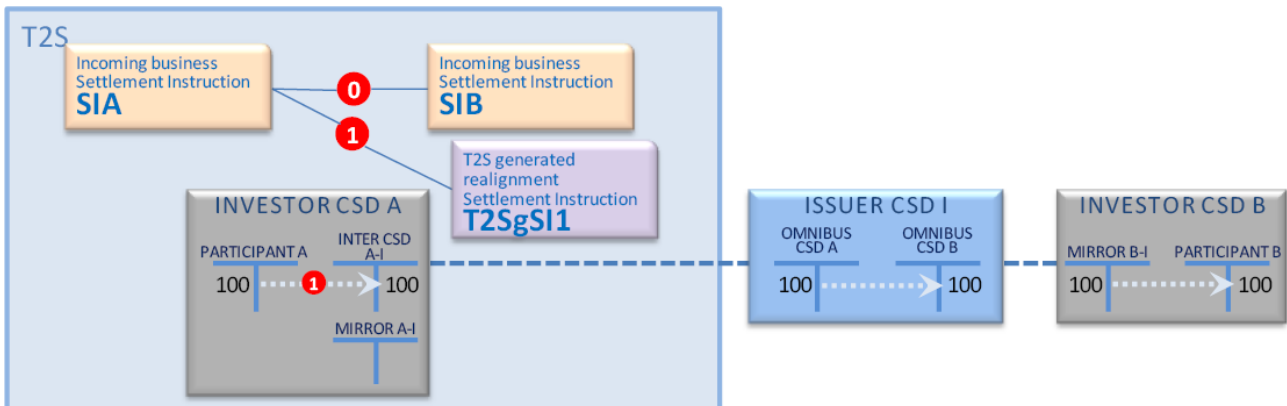 T2S
Incoming business
Settlement Instruction
SIA
0
Incoming business
Settlement Instruction
SIB
1
T2S generated
realignment
Settlement Instruction
T2SgSI1
INVESTOR CSD A
PARTICIPANT A
INTER CSD
A-I
100
1
100
MIRROR A-I
ISSUER CSD I
OMNIBUS
CSD A
OMNIBUS
CSD B
100
100
INVESTOR CSD B
MIRROR B-I
PARTICIPANT B
100
100